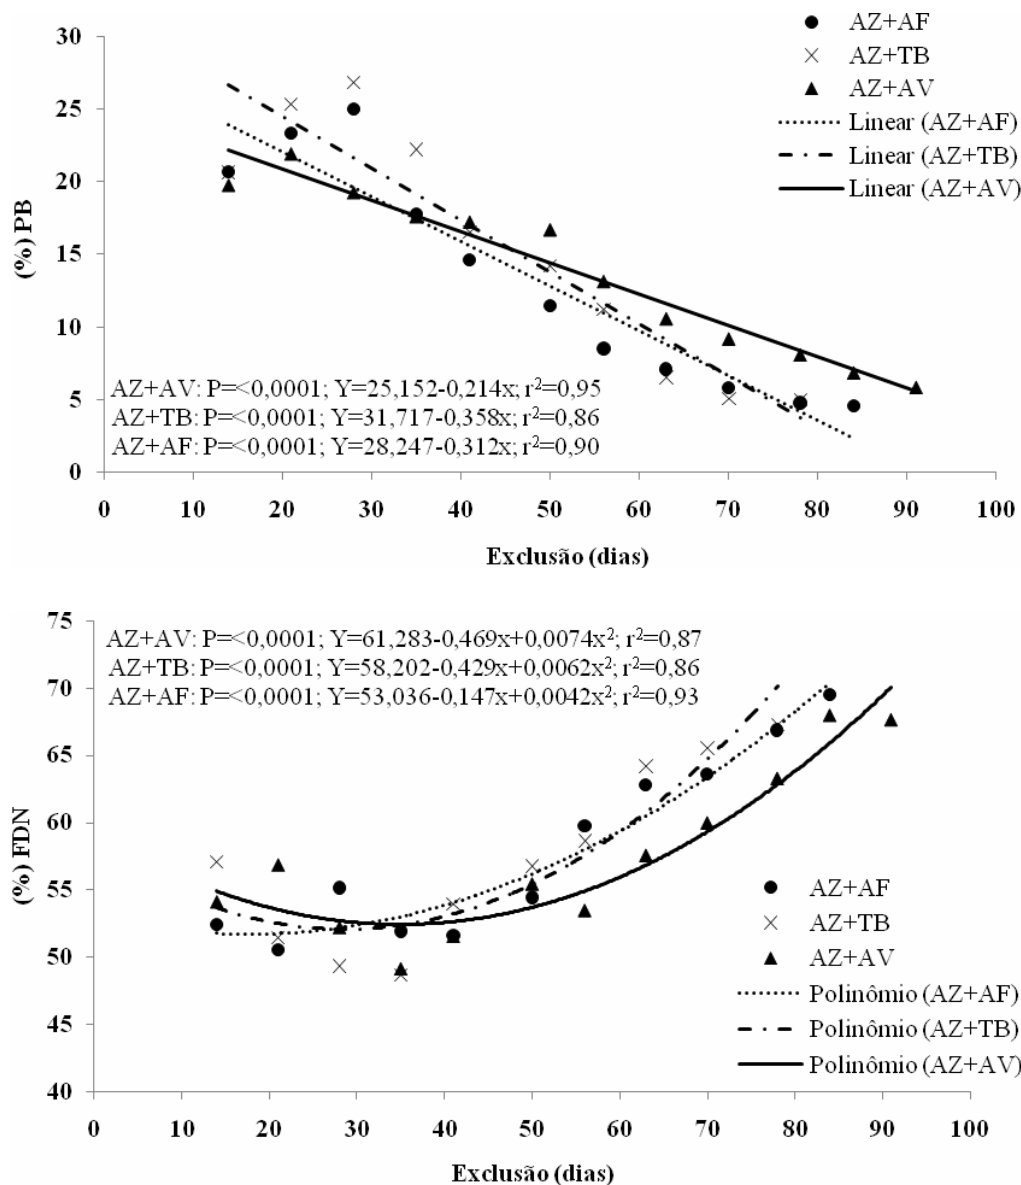 AZ+AF
AZ+TB
AZ+AV
Linear (AZ+AF)
Linear (AZ+TB)
Linear (AZ+AV)
30
25
20
15
10
5
0
(%) PB
AZ+AV: P=<0,0001; Y=25,152-0,214x; r²=0,95
AZ+TB: P=<0,0001; Y=31,717-0,358x; r²=0,86
AZ+AF: P=<0,0001; Y=28,247-0,312x; r²=0,90
0 10 20 30 40 50 60 70 80 90 100
Exclusão (dias)
75
70
65
60
55
50
45
40
(%) FDN
AZ+AV: P=<0,0001; Y=61,283-0,469x+0,0074x²; r²=0,87
AZ+TB: P=<0,0001; Y=58,202-0,429x+0,0062x²; r²=0,86
AZ+AF: P=<0,0001; Y=53,036-0,147x+0,0042x²; r²=0,93
AZ+AF
AZ+TB
AZ+AV
Polinômio (AZ+AF)
Polinômio (AZ+TB)
Polinômio (AZ+AV)
0 10 20 30 40 50 60 70 80 90 100
Exclusão (dias)